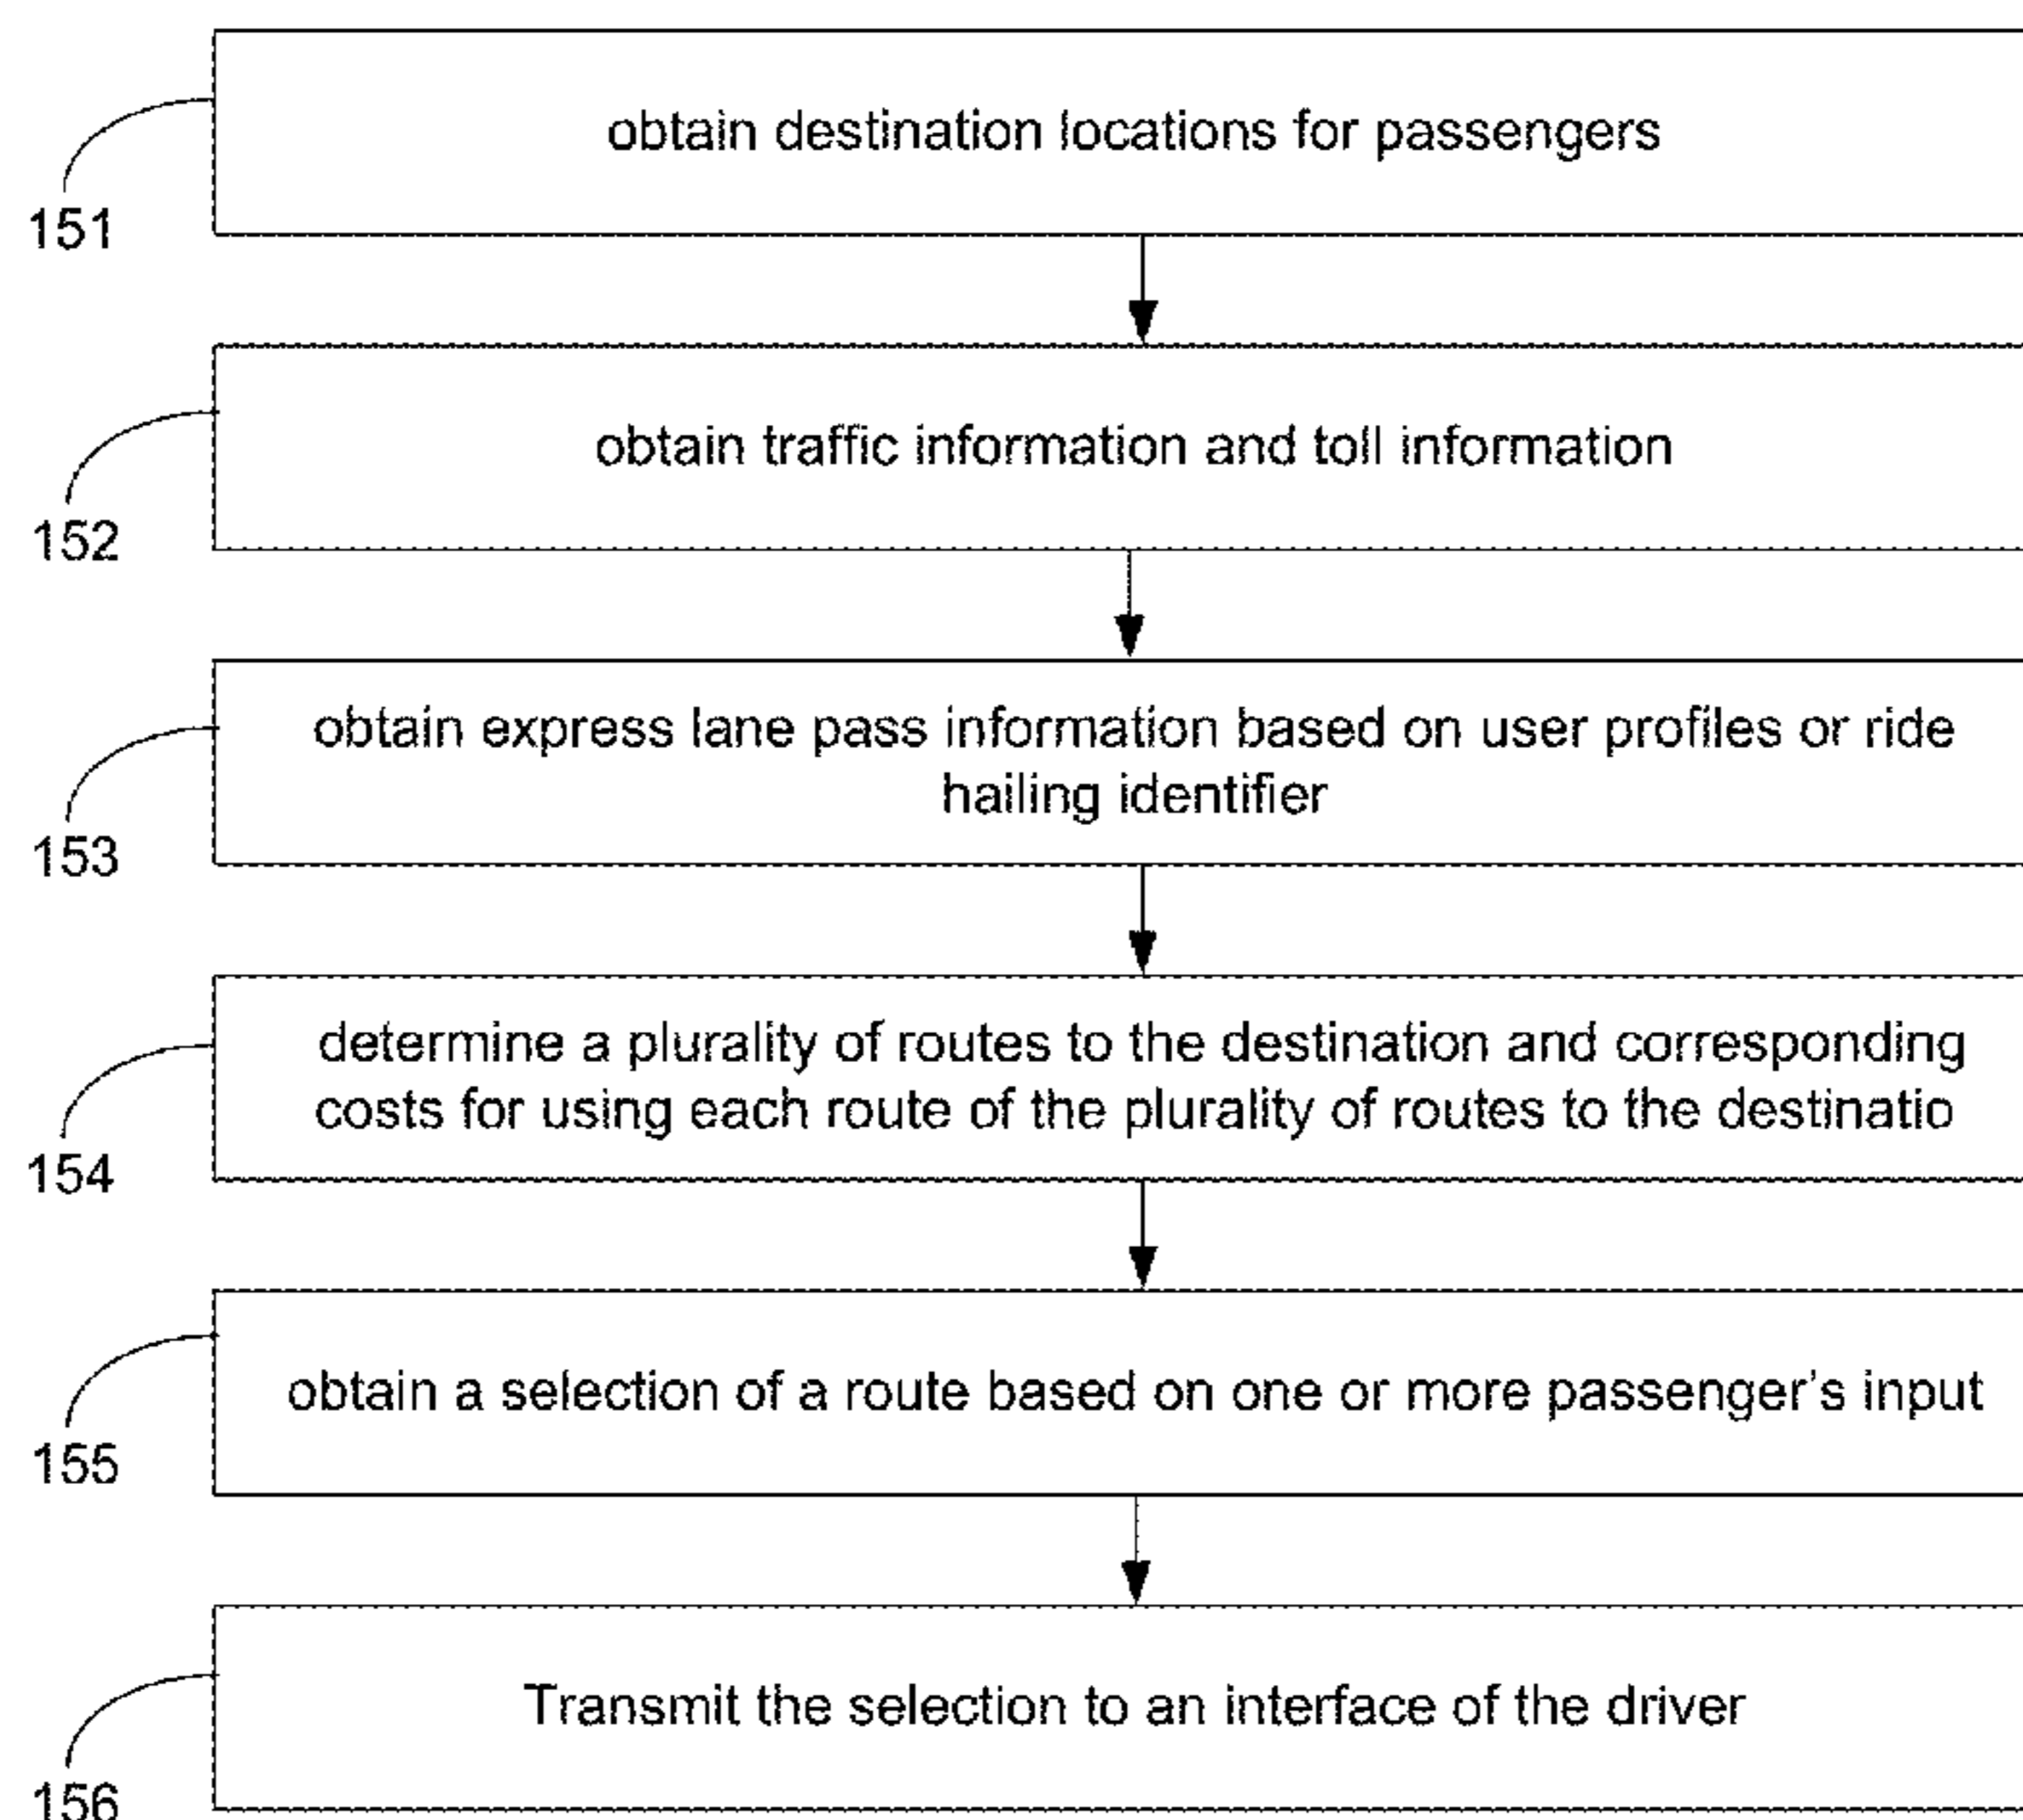 obtain destination locations for passengers
151
obtain traffic information and toll information
152
obtain express lane pass information based on user profiles or ride
hailing identifier
153
determine a plurality of routes to the destination and corresponding
costs for using each route of the plurality of routes to the destinatio
154
obtain a selection of a route based on one or more passenger's input
155
Transmit the selection to an interface of the driver
156